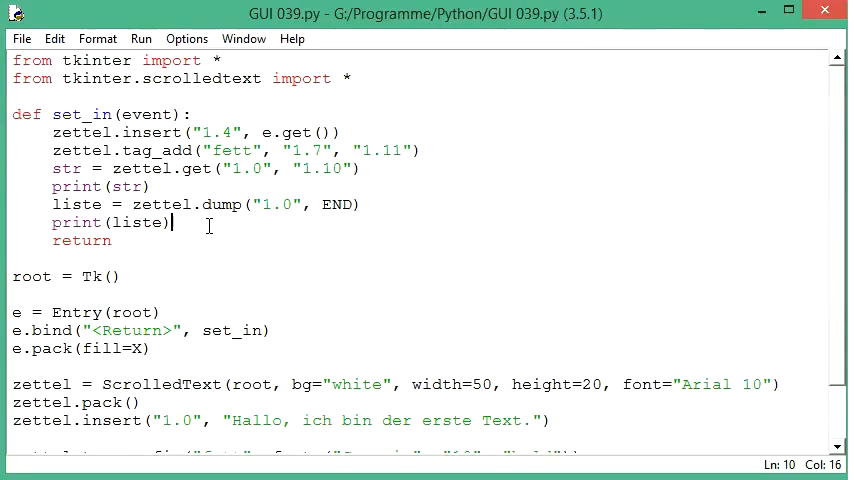 GUI 039.py - G:/Programme/Python/GUI 039.py (3.5.1)
File Edit Format Run Options Window Help
from tkinter import *
from tkinter.scrolledtext import *
def set_in(event):
    zettel.insert("1.4", e.get())
    zettel.tag_add("fett", "1.7", "1.11")
    str = zettel.get("1.0", "1.10")
    print(str)
    liste = zettel.dump("1.0", END)
    print(liste)
    return
root = Tk()
e = Entry(root)
e.bind("<Return>", set_in)
e.pack(fill=X)
zettel = ScrolledText(root, bg="white", width=50, height=20, font="Arial 10")
zettel.pack()
zettel.insert("1.0", "Hallo, ich bin der erste Text.")
Ln: 10 Col: 16